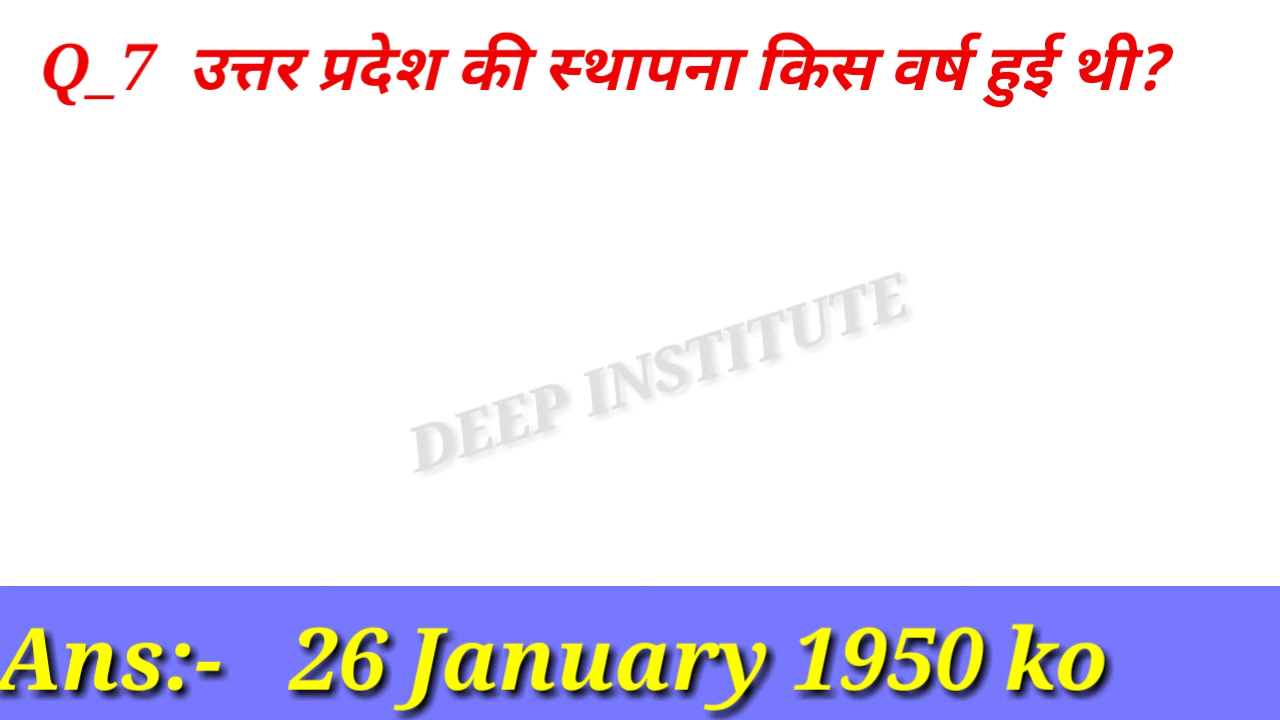 Q_7 उत्तर प्रदेश की स्थापना किस वर्ष हुई थी?
DEEP INSTITUTE
Ans:- 26 January 1950 ko